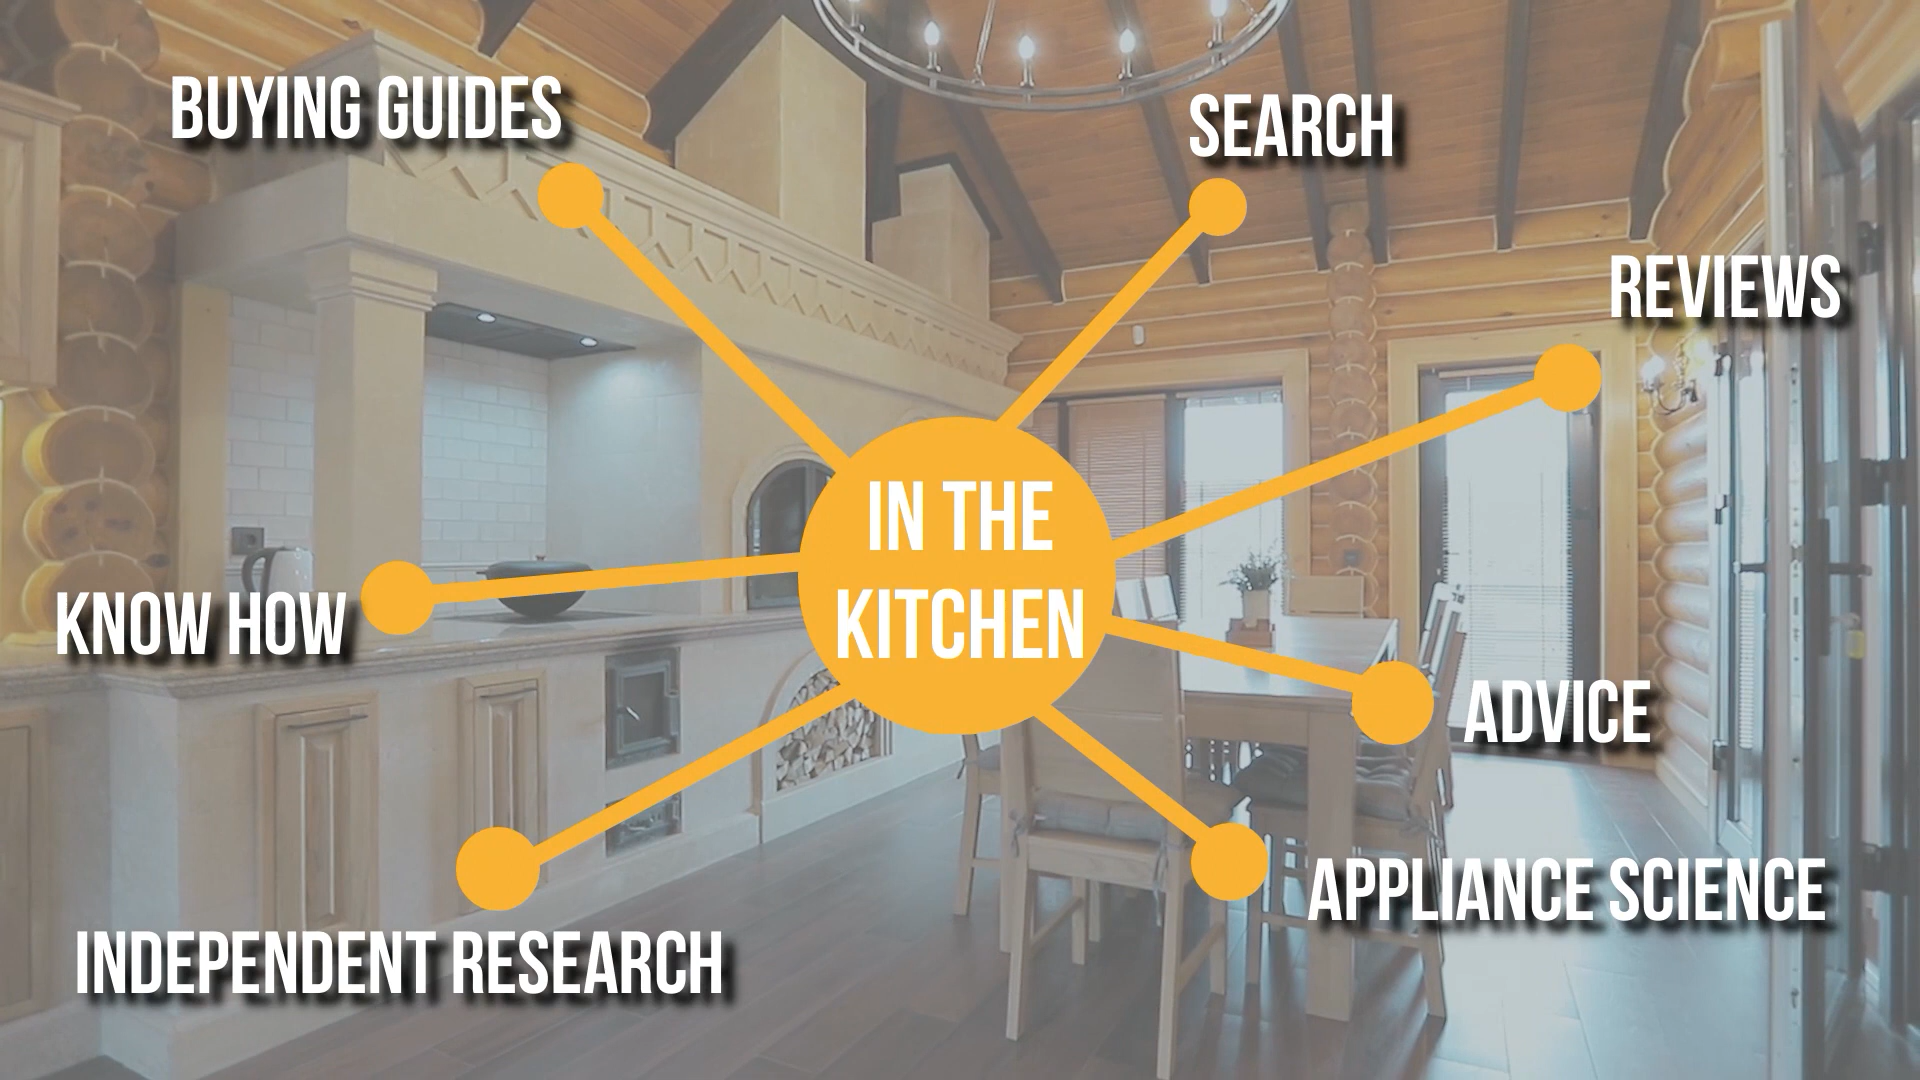 BUYING GUIDES
SEARCH
REVIEWS
IN THE
KITCHEN
KNOW HOW
ADVICE
APPLIANCE SCIENCE
INDEPENDENT RESEARCH